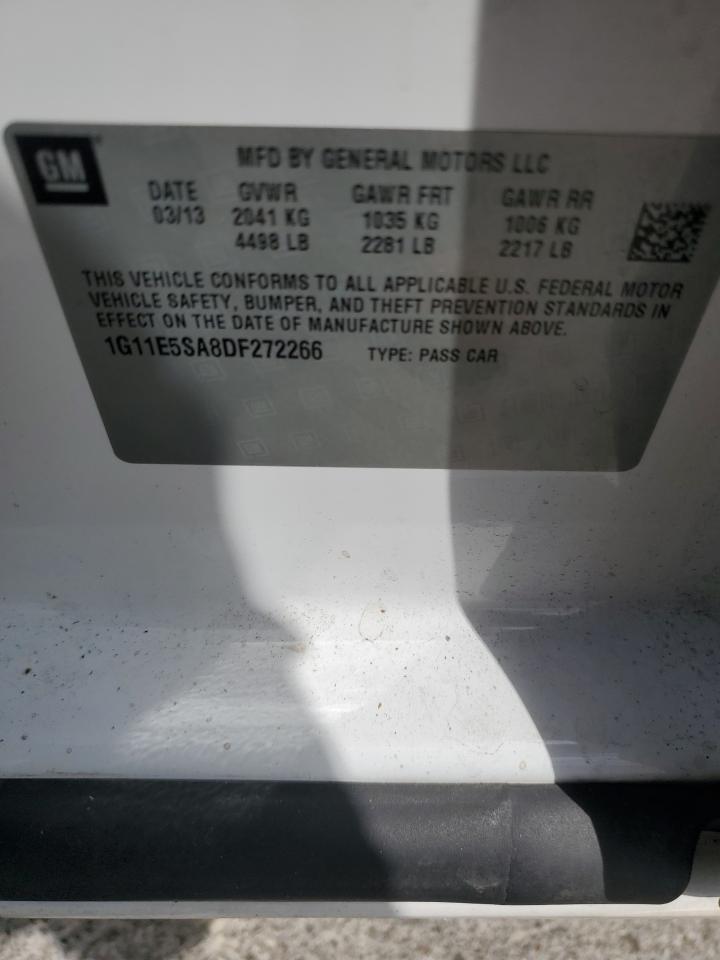 GM MFD BY GENERAL MOTORS LLC
DATE GVWR GAWR FRT GAWR RR
03/13 2041 KG 1035 KG 1006 KG
4498 LB 2281 LB 2217 LB
THIS VEHICLE CONFORMS TO ALL APPLICABLE U.S. FEDERAL MOTOR
VEHICLE SAFETY, BUMPER, AND THEFT PREVENTION STANDARDS IN
EFFECT ON THE DATE OF MANUFACTURE SHOWN ABOVE.
1G11E5SA8DF272266 TYPE: PASS CAR